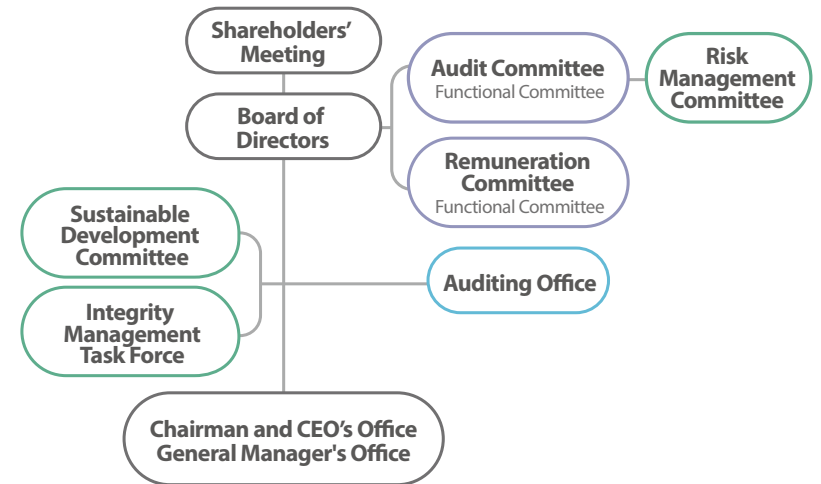 Shareholders’
Meeting
Board of
Directors
Audit Committee
Functional Committee
Risk
Management
Committee
Remuneration
Committee
Functional Committee
Sustainable
Development
Committee
Integrity
Management
Task Force
Auditing Office
Chairman and CEO’s Office
General Manager's Office